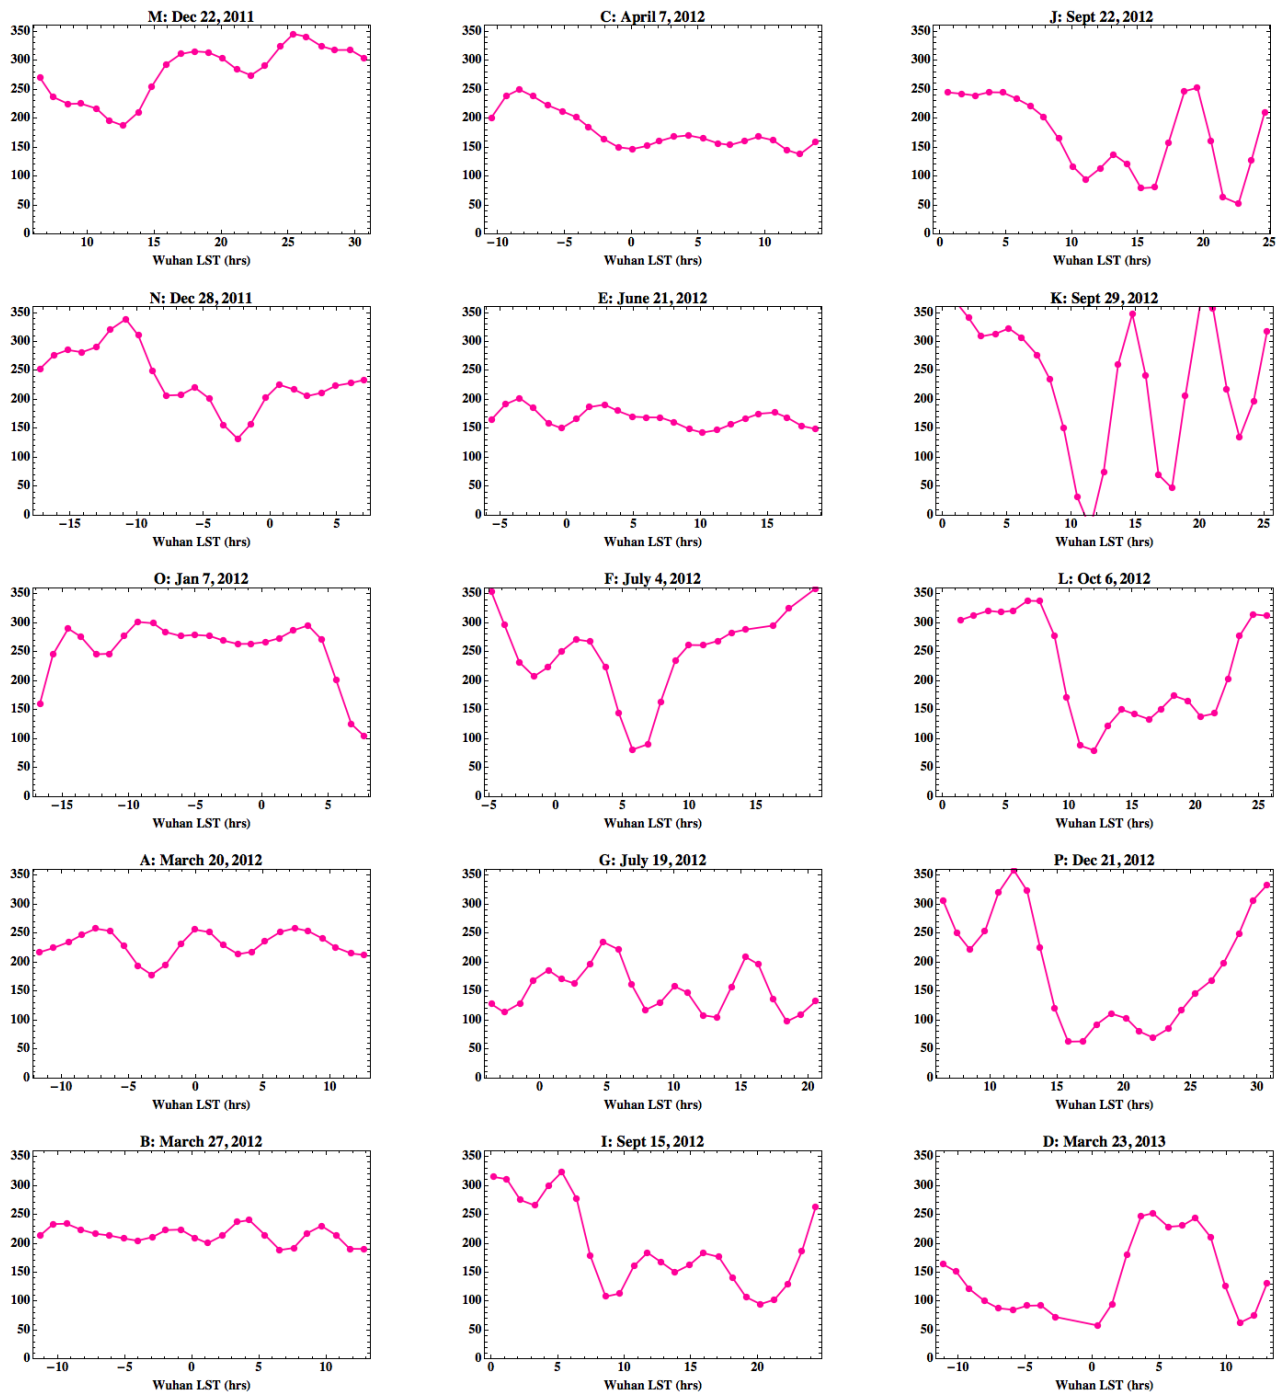 M: Dec 22, 2011
350
300
250
200
150
100
50
0
10 15 20 25 30
Wuhan LST (hrs)
C: April 7, 2012
350
300
250
200
150
100
50
0
−10 −5 0 5 10
Wuhan LST (hrs)
J: Sept 22, 2012
350
300
250
200
150
100
50
0
0 5 10 15 20 25
Wuhan LST (hrs)
N: Dec 28, 2011
350
300
250
200
150
100
50
0
−15 −10 −5 0 5
Wuhan LST (hrs)
E: June 21, 2012
350
300
250
200
150
100
50
0
−5 0 5 10 15
Wuhan LST (hrs)
K: Sept 29, 2012
350
300
250
200
150
100
50
0
0 5 10 15 20 25
Wuhan LST (hrs)
O: Jan 7, 2012
350
300
250
200
150
100
50
0
−15 −10 −5 0 5
Wuhan LST (hrs)
F: July 4, 2012
350
300
250
200
150
100
50
0
−5 0 5 10 15
Wuhan LST (hrs)
L: Oct 6, 2012
350
300
250
200
150
100
50
0
0 5 10 15 20 25
Wuhan LST (hrs)
A: March 20, 2012
350
300
250
200
150
100
50
0
−10 −5 0 5 10
Wuhan LST (hrs)
G: July 19, 2012
350
300
250
200
150
100
50
0
0 5 10 15 20
Wuhan LST (hrs)
P: Dec 21, 2012
350
300
250
200
150
100
50
0
10 15 20 25 30
Wuhan LST (hrs)
B: March 27, 2012
350
300
250
200
150
100
50
0
−10 −5 0 5 10
Wuhan LST (hrs)
I: Sept 15, 2012
350
300
250
200
150
100
50
0
0 5 10 15 20
Wuhan LST (hrs)
D: March 23, 2013
350
300
250
200
150
100
50
0
−10 −5 0 5 10
Wuhan LST (hrs)